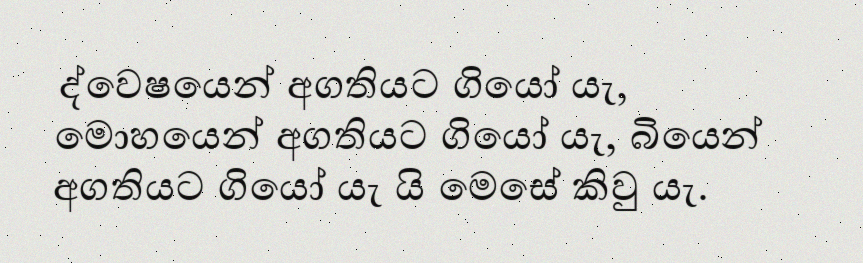 ද්වෙෂයෙන් අගතියට ගියෝ යැ,
මොහයෙන් අගතියට ගියෝ යැ, බියෙන්
අගතියට ගියෝ යැ යි මෙසේ කිවු යැ.